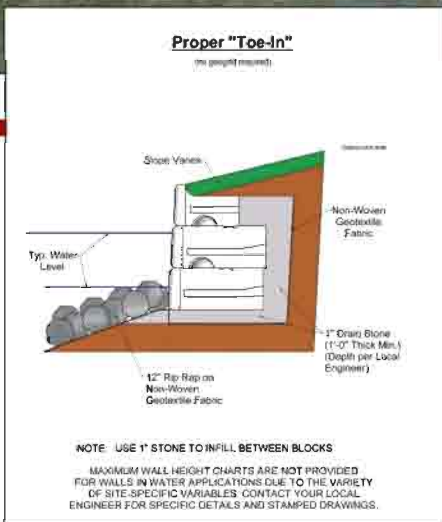 Proper "Toe-In"
(no geogrid required)
Slope Varies
Non-Woven
Geotextile
Fabric
Typ. Water
Level
1" Drain Stone
(1'-0" Thick Min.)
(Depth per Local
Engineer)
12" Rip Rap on
Non-Woven
Geotextile Fabric
NOTE: USE 1" STONE TO INFILL BETWEEN BLOCKS
MAXIMUM WALL HEIGHT CHARTS ARE NOT PROVIDED
FOR WALLS IN WATER APPLICATIONS DUE TO THE VARIETY
OF SITE-SPECIFIC VARIABLES. CONTACT YOUR LOCAL
ENGINEER FOR SPECIFIC DETAILS AND STAMPED DRAWINGS.